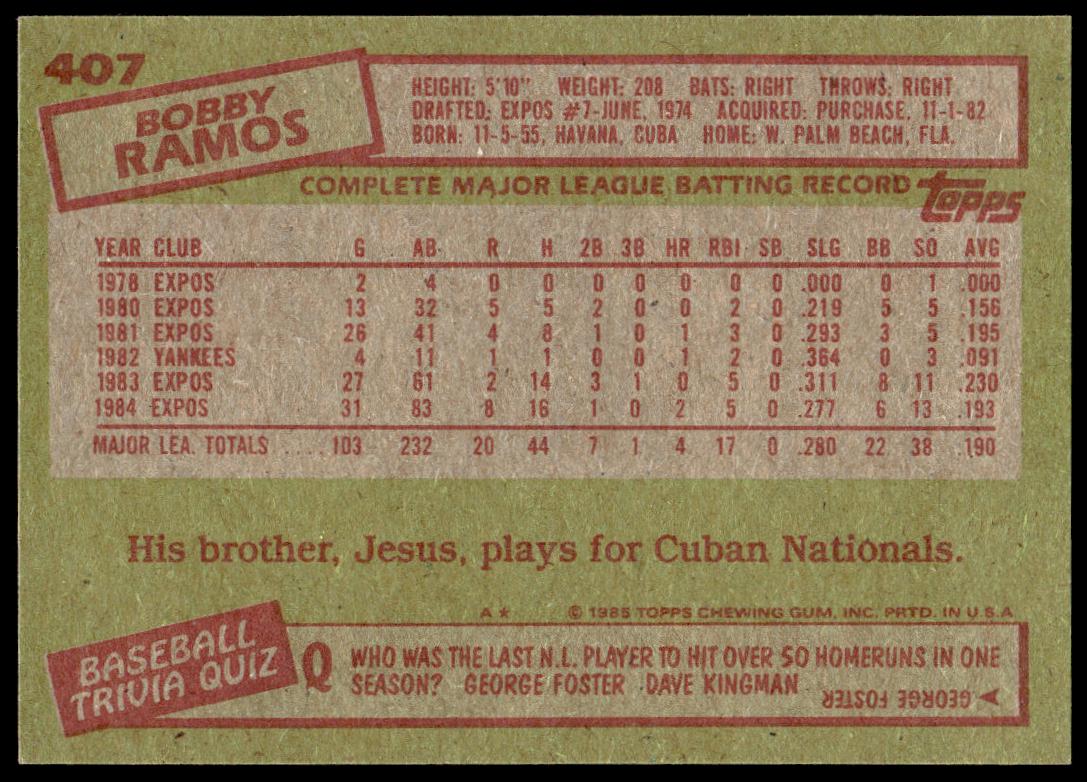 407
BOBBY
RAMOS
HEIGHT: 5'10" WEIGHT: 208 BATS: RIGHT THROWS: RIGHT
DRAFTED: EXPOS #7-JUNE, 1974 ACQUIRED: PURCHASE, 11-1-82
BORN: 11-5-55, HAVANA, CUBA HOME: W. PALM BEACH, FLA.
COMPLETE MAJOR LEAGUE BATTING RECORD topps
YEAR CLUB G AB R H 2B 3B HR RBI SB SLG BB SO AVG
1978 EXPOS 2 4 0 0 0 0 0 0 0 .000 0 1 .000
1980 EXPOS 13 32 5 5 2 0 0 2 0 .219 5 5 .156
1981 EXPOS 26 41 4 8 1 0 1 3 0 .293 3 5 .195
1982 YANKEES 4 11 1 1 0 0 1 2 0 .364 0 3 .091
1983 EXPOS 27 61 2 14 3 1 0 5 0 .311 8 11 .230
1984 EXPOS 31 83 8 16 1 0 2 5 0 .277 6 13 .193
MAJOR LEA. TOTALS .... 103 232 20 44 7 1 4 17 0 .280 22 38 .190
His brother, Jesus, plays for Cuban Nationals.
A * © 1985 TOPPS CHEWING GUM, INC. PRTD. IN U.S.A
BASEBALL
TRIVIA QUIZ
Q WHO WAS THE LAST N.L. PLAYER TO HIT OVER 50 HOMERUNS IN ONE
SEASON? GEORGE FOSTER DAVE KINGMAN
GEORGE FOSTER